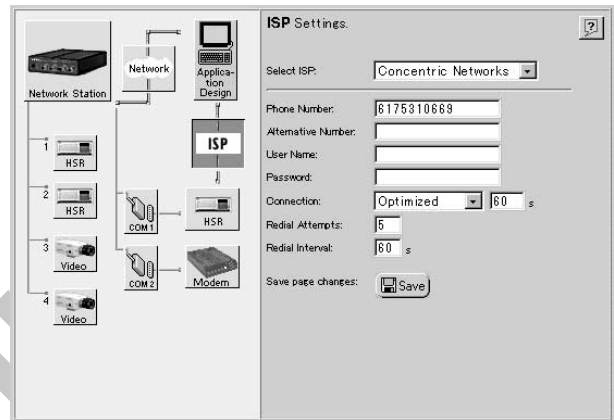 Network Station
Network
Applica-
tion
Design
ISP
1
HSR
2
HSR
3
Video
4
Video
COM 1
HSR
COM 2
Modem
ISP Settings.
?
Select ISP: Concentric Networks
Phone Number: 6175310669
Alternative Number:
User Name:
Password:
Connection: Optimized 60 s
Redial Attempts: 5
Redial Interval: 60 s
Save page changes: Save